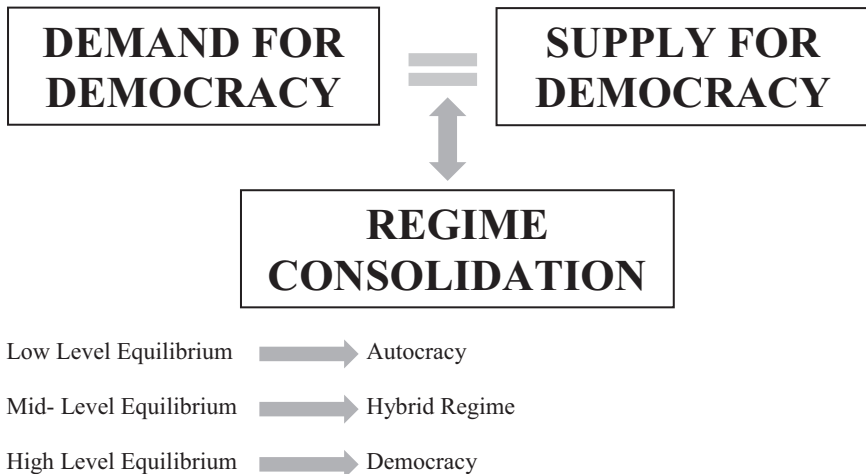 DEMAND FOR
DEMOCRACY
SUPPLY FOR
DEMOCRACY
REGIME
CONSOLIDATION
Low Level Equilibrium Autocracy
Mid- Level Equilibrium Hybrid Regime
High Level Equilibrium Democracy